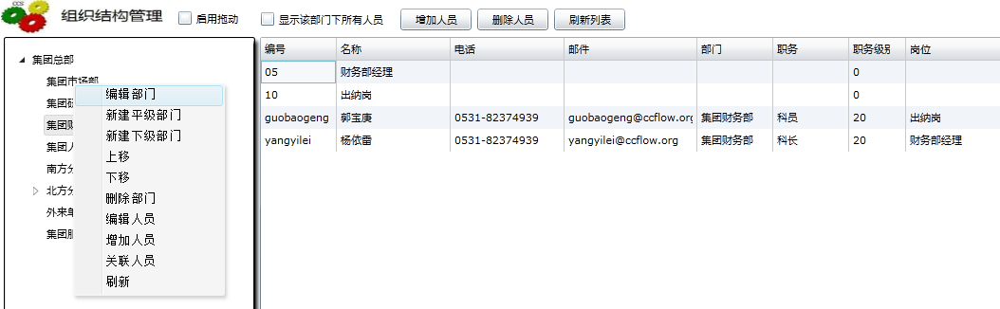 CCS
组织结构管理
启用拖动
显示该部门下所有人员
增加人员
删除人员
刷新列表
集团总部
集团市场部
集团
集团财
集团人
南方分
北方分
外来单
集团服
编辑部门
新建平级部门
新建下级部门
上移
下移
删除部门
编辑人员
增加人员
关联人员
刷新
编号 名称 电话 邮件 部门 职务 职务级别 岗位
05 财务部经理 0
10 出纳岗 0
guobaogeng 郭宝庚 0531-82374939 guobaogeng@ccflow.org 集团财务部 科员 20 出纳岗
yangyilei 杨依雷 0531-82374939 yangyilei@ccflow.org 集团财务部 科长 20 财务部经理